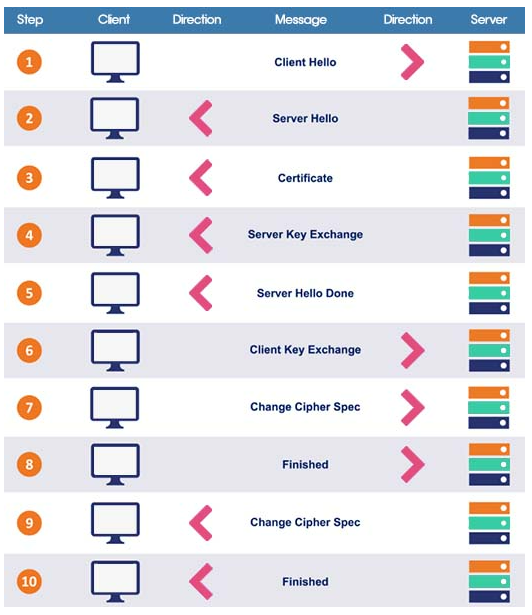 Step Client Direction Message Direction Server
1 Client Hello
2 Server Hello
3 Certificate
4 Server Key Exchange
5 Server Hello Done
6 Client Key Exchange
7 Change Cipher Spec
8 Finished
9 Change Cipher Spec
10 Finished